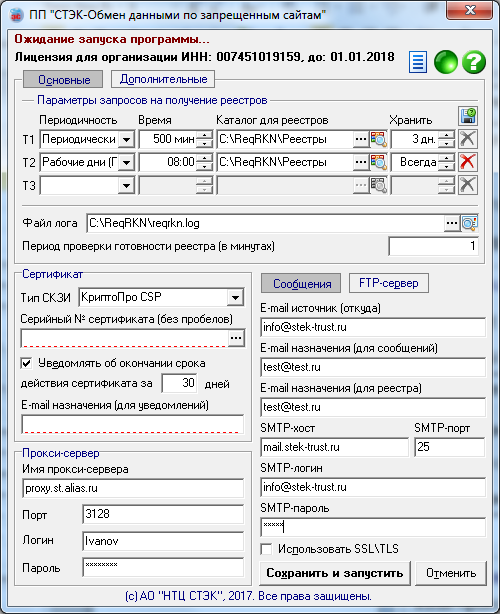 ПП "СТЭК-Обмен данными по запрещенным сайтам"
Ожидание запуска программы...
Лицензия для организации ИНН: 007451019159, до: 01.01.2018
Основные Дополнительные
Параметры запросов на получение реестров
Периодичность Время Каталог для реестров Хранить
T1 Периодически 500 мин C:\ReqRKN\Реестры ... 3 дн.
T2 Рабочие дни (Г 08:00 C:\ReqRKN\Реестры ... Всегда
T3 ...
Файл лога C:\ReqRKN\reqrkn.log ...
Период проверки готовности реестра (в минутах) 1
Сертификат
Тип СКЗИ КриптоПро CSP
Серийный № сертификата (без пробелов)
...
Уведомлять об окончании срока
действия сертификата за 30 дней
E-mail назначения (для уведомлений)
Прокси-сервер
Имя прокси-сервера
proxy.st.alias.ru
Порт 3128
Логин Ivanov
Пароль ********
Сообщения FTP-сервер
E-mail источник (откуда)
info@stek-trust.ru
E-mail назначения (для сообщений)
test@test.ru
E-mail назначения (для реестра)
test@test.ru
SMTP-хост SMTP-порт
mail.stek-trust.ru 25
SMTP-логин
info@stek-trust.ru
SMTP-пароль
*****
Использовать SSL\TLS
Сохранить и запустить Отменить
(c) АО "НТЦ СТЭК", 2017. Все права защищены.